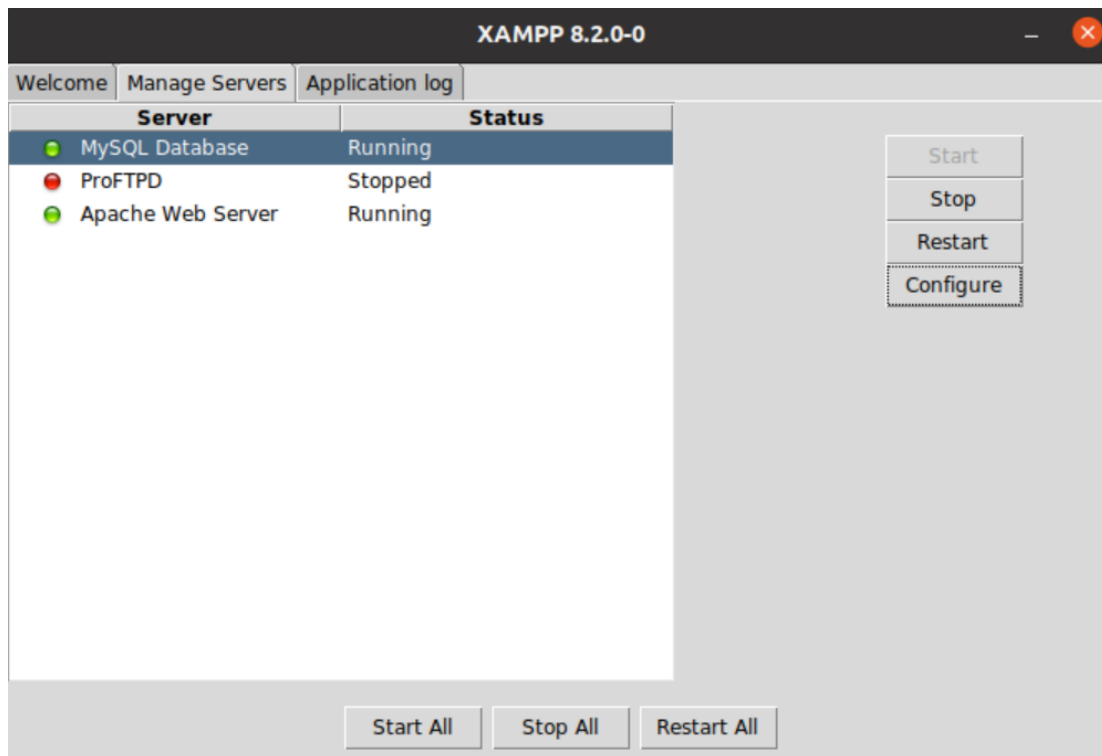 XAMPP 8.2.0-0
Welcome Manage Servers Application log
Server Status
MySQL Database Running
ProFTPD Stopped
Apache Web Server Running
Start
Stop
Restart
Configure
Start All Stop All Restart All